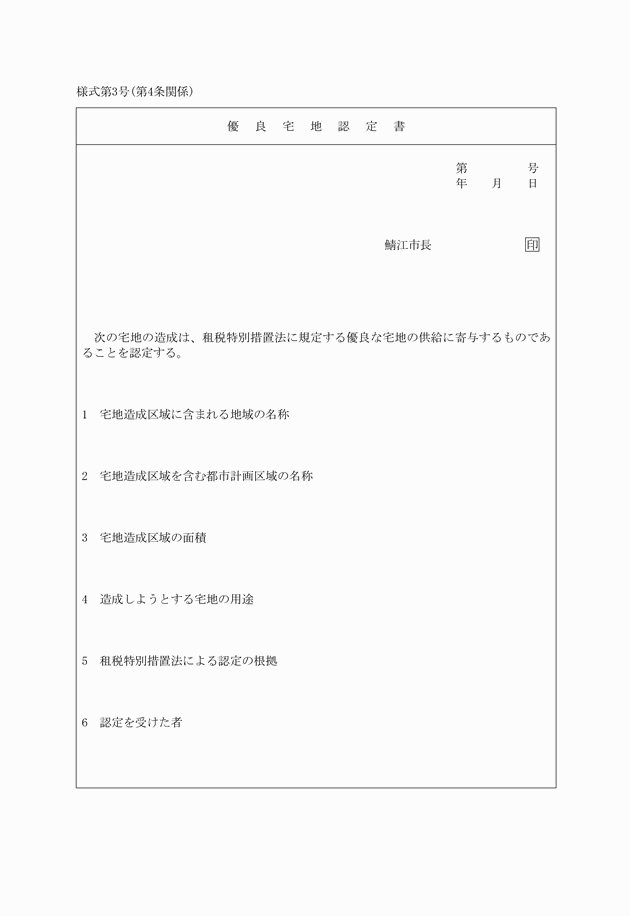 様式第3号(第4条関係)
優良宅地認定書
第　　　　　号
年　　月　　日
鯖江市長　　　　　　　　印
　次の宅地の造成は、租税特別措置法に規定する優良な宅地の供給に寄与するものであ
ることを認定する。
1　宅地造成区域に含まれる地域の名称
2　宅地造成区域を含む都市計画区域の名称
3　宅地造成区域の面積
4　造成しようとする宅地の用途
5　租税特別措置法による認定の根拠
6　認定を受けた者